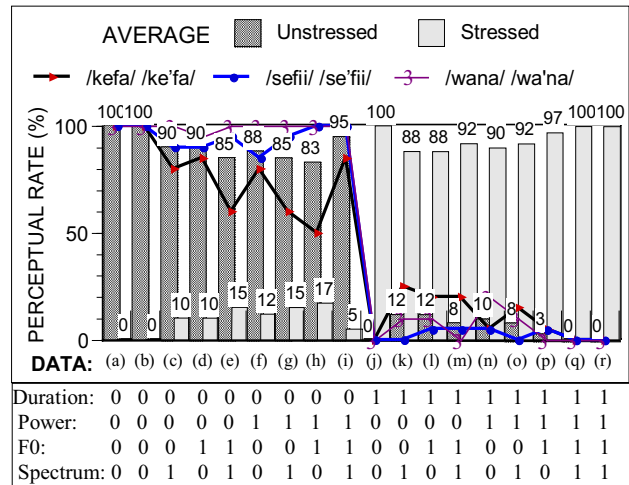 AVERAGE Unstressed Stressed
/kefa/ /ke'fa/ /sefii/ /se'fii/ 3 /wana/ /wa'na/
PERCEPTUAL RATE (%)
100 100 90 90 85 88 85 83 95 100 88 88 92 90 92 97 100 100
100
50
0
0 0 10 10 15 12 15 17 5 0 12 12 8 10 8 3 0 0
DATA: (a) (b) (c) (d) (e) (f) (g) (h) (i) (j) (k) (l) (m) (n) (o) (p) (q) (r)
Duration: 0 0 0 0 0 0 0 0 0 1 1 1 1 1 1 1 1 1
Power: 0 0 0 0 0 1 1 1 1 0 0 0 0 1 1 1 1 1
F0: 0 0 0 1 1 0 0 1 1 0 0 1 1 0 0 1 1 1
Spectrum: 0 0 1 0 1 0 1 0 1 0 1 0 1 0 1 0 1 1